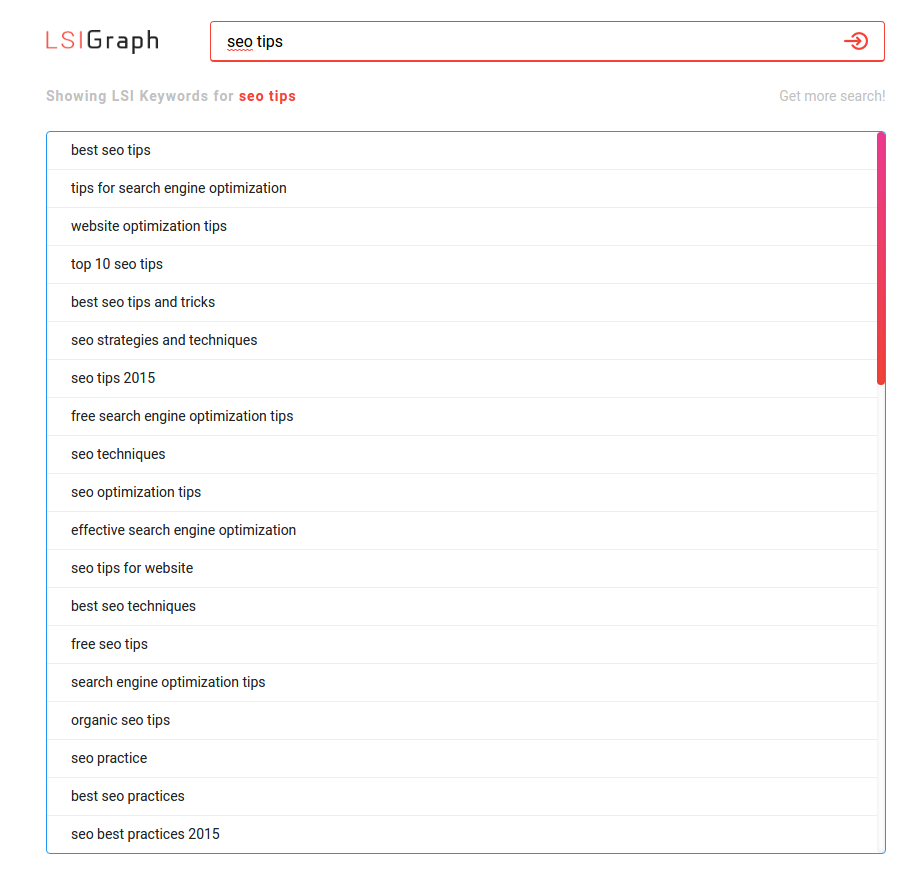 LSIGraph
seo tips
Showing LSI Keywords for seo tips
Get more search!
best seo tips
tips for search engine optimization
website optimization tips
top 10 seo tips
best seo tips and tricks
seo strategies and techniques
seo tips 2015
free search engine optimization tips
seo techniques
seo optimization tips
effective search engine optimization
seo tips for website
best seo techniques
free seo tips
search engine optimization tips
organic seo tips
seo practice
best seo practices
seo best practices 2015